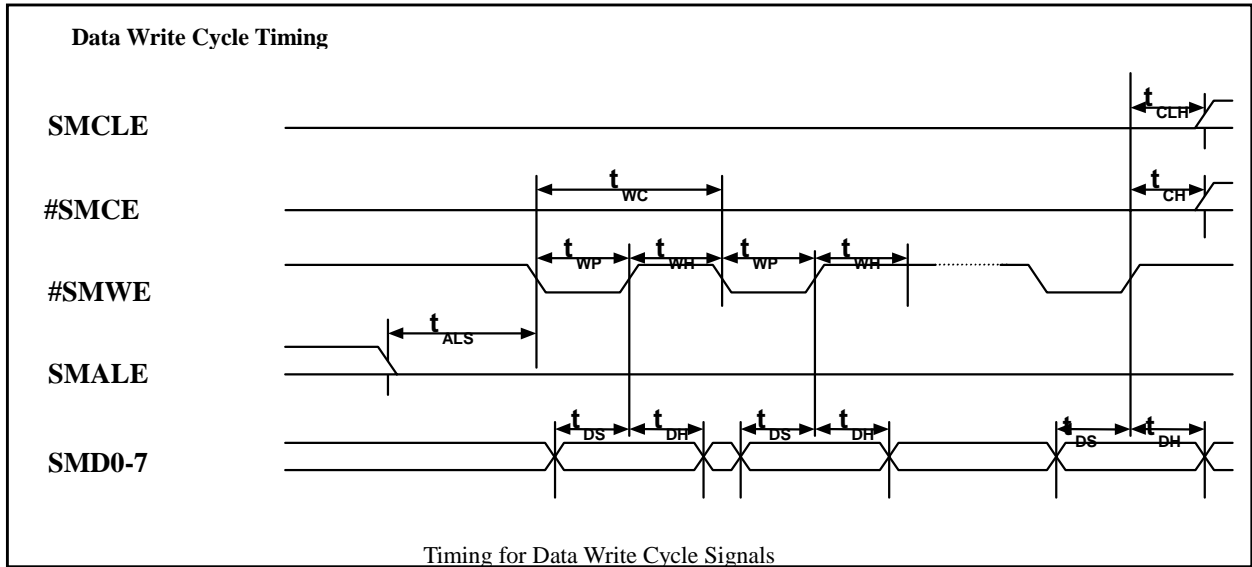 Data Write Cycle Timing
SMCLE
t CLH
#SMCE
t WC
t CH
#SMWE
t WP t WH t WP t WH
SMALE
t ALS
SMD0-7
t DS t DH t DS t DH t DS t DH
Timing for Data Write Cycle Signals